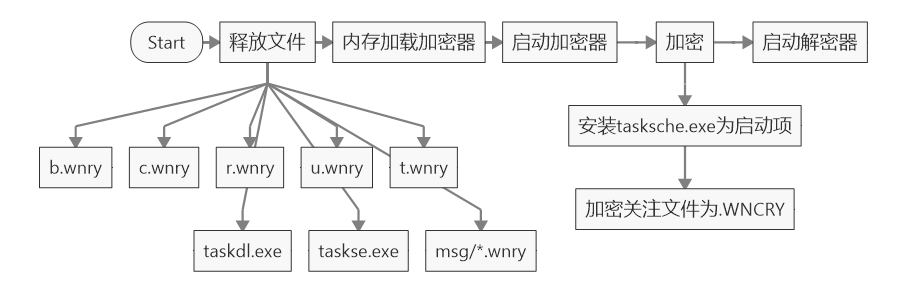 Start
释放文件
内存加载加密器
启动加密器
加密
启动解密器
安装tasksche.exe为启动项
b.wnry
c.wnry
r.wnry
u.wnry
t.wnry
加密关注文件为.WNCRY
taskdl.exe
taskse.exe
msg/*.wnry